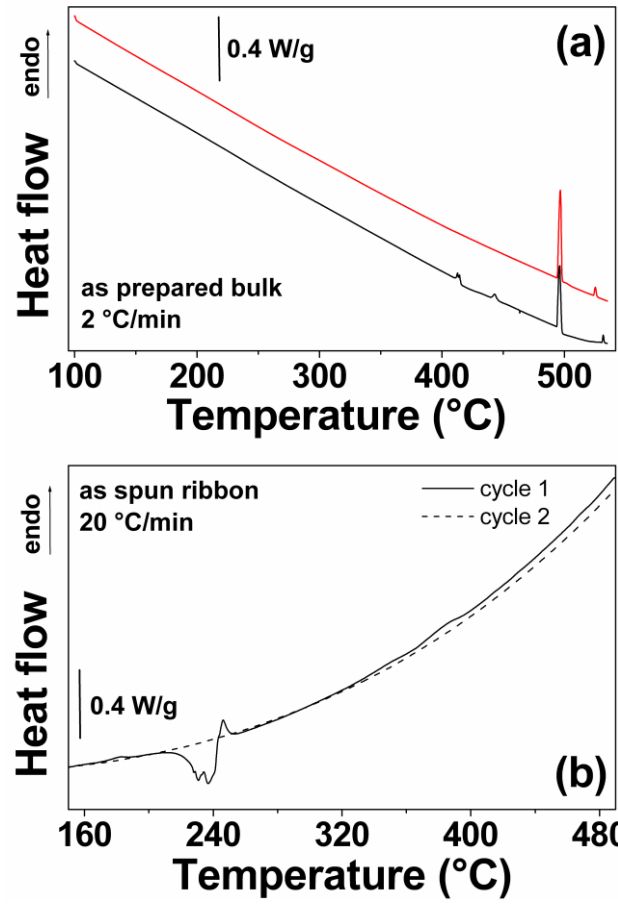 (a)
0.4 W/g
endo
Heat flow
as prepared bulk
2 °C/min
100 200 300 400 500
Temperature (°C)
as spun ribbon
20 °C/min
cycle 1
cycle 2
endo
Heat flow
0.4 W/g
(b)
160 240 320 400 480
Temperature (°C)